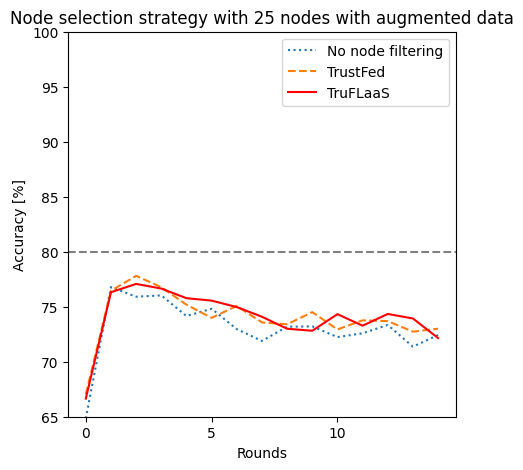 Node selection strategy with 25 nodes with augmented data
No node filtering
TrustFed
TruFLaaS
Accuracy [%]
100
95
90
85
80
75
70
65
0
5
10
Rounds